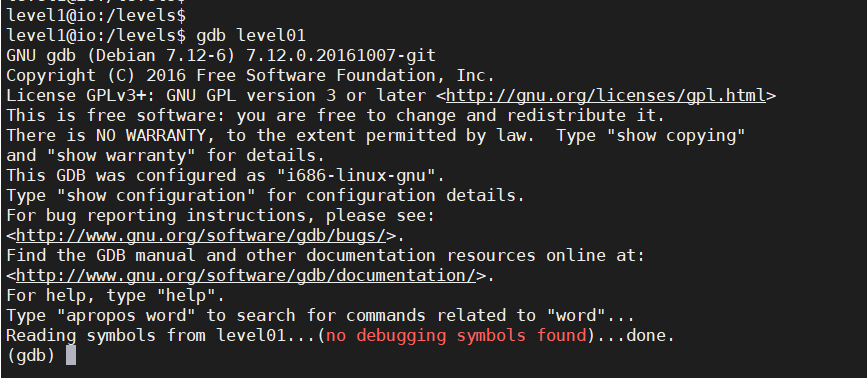 level1@io:/levels$
level1@io:/levels$
level1@io:/levels$ gdb level01
GNU gdb (Debian 7.12-6) 7.12.0.20161007-git
Copyright (C) 2016 Free Software Foundation, Inc.
License GPLv3+: GNU GPL version 3 or later <http://gnu.org/licenses/gpl.html>
This is free software: you are free to change and redistribute it.
There is NO WARRANTY, to the extent permitted by law.  Type "show copying"
and "show warranty" for details.
This GDB was configured as "i686-linux-gnu".
Type "show configuration" for configuration details.
For bug reporting instructions, please see:
<http://www.gnu.org/software/gdb/bugs/>.
Find the GDB manual and other documentation resources online at:
<http://www.gnu.org/software/gdb/documentation/>.
For help, type "help".
Type "apropos word" to search for commands related to "word"...
Reading symbols from level01...(no debugging symbols found)...done.
(gdb)